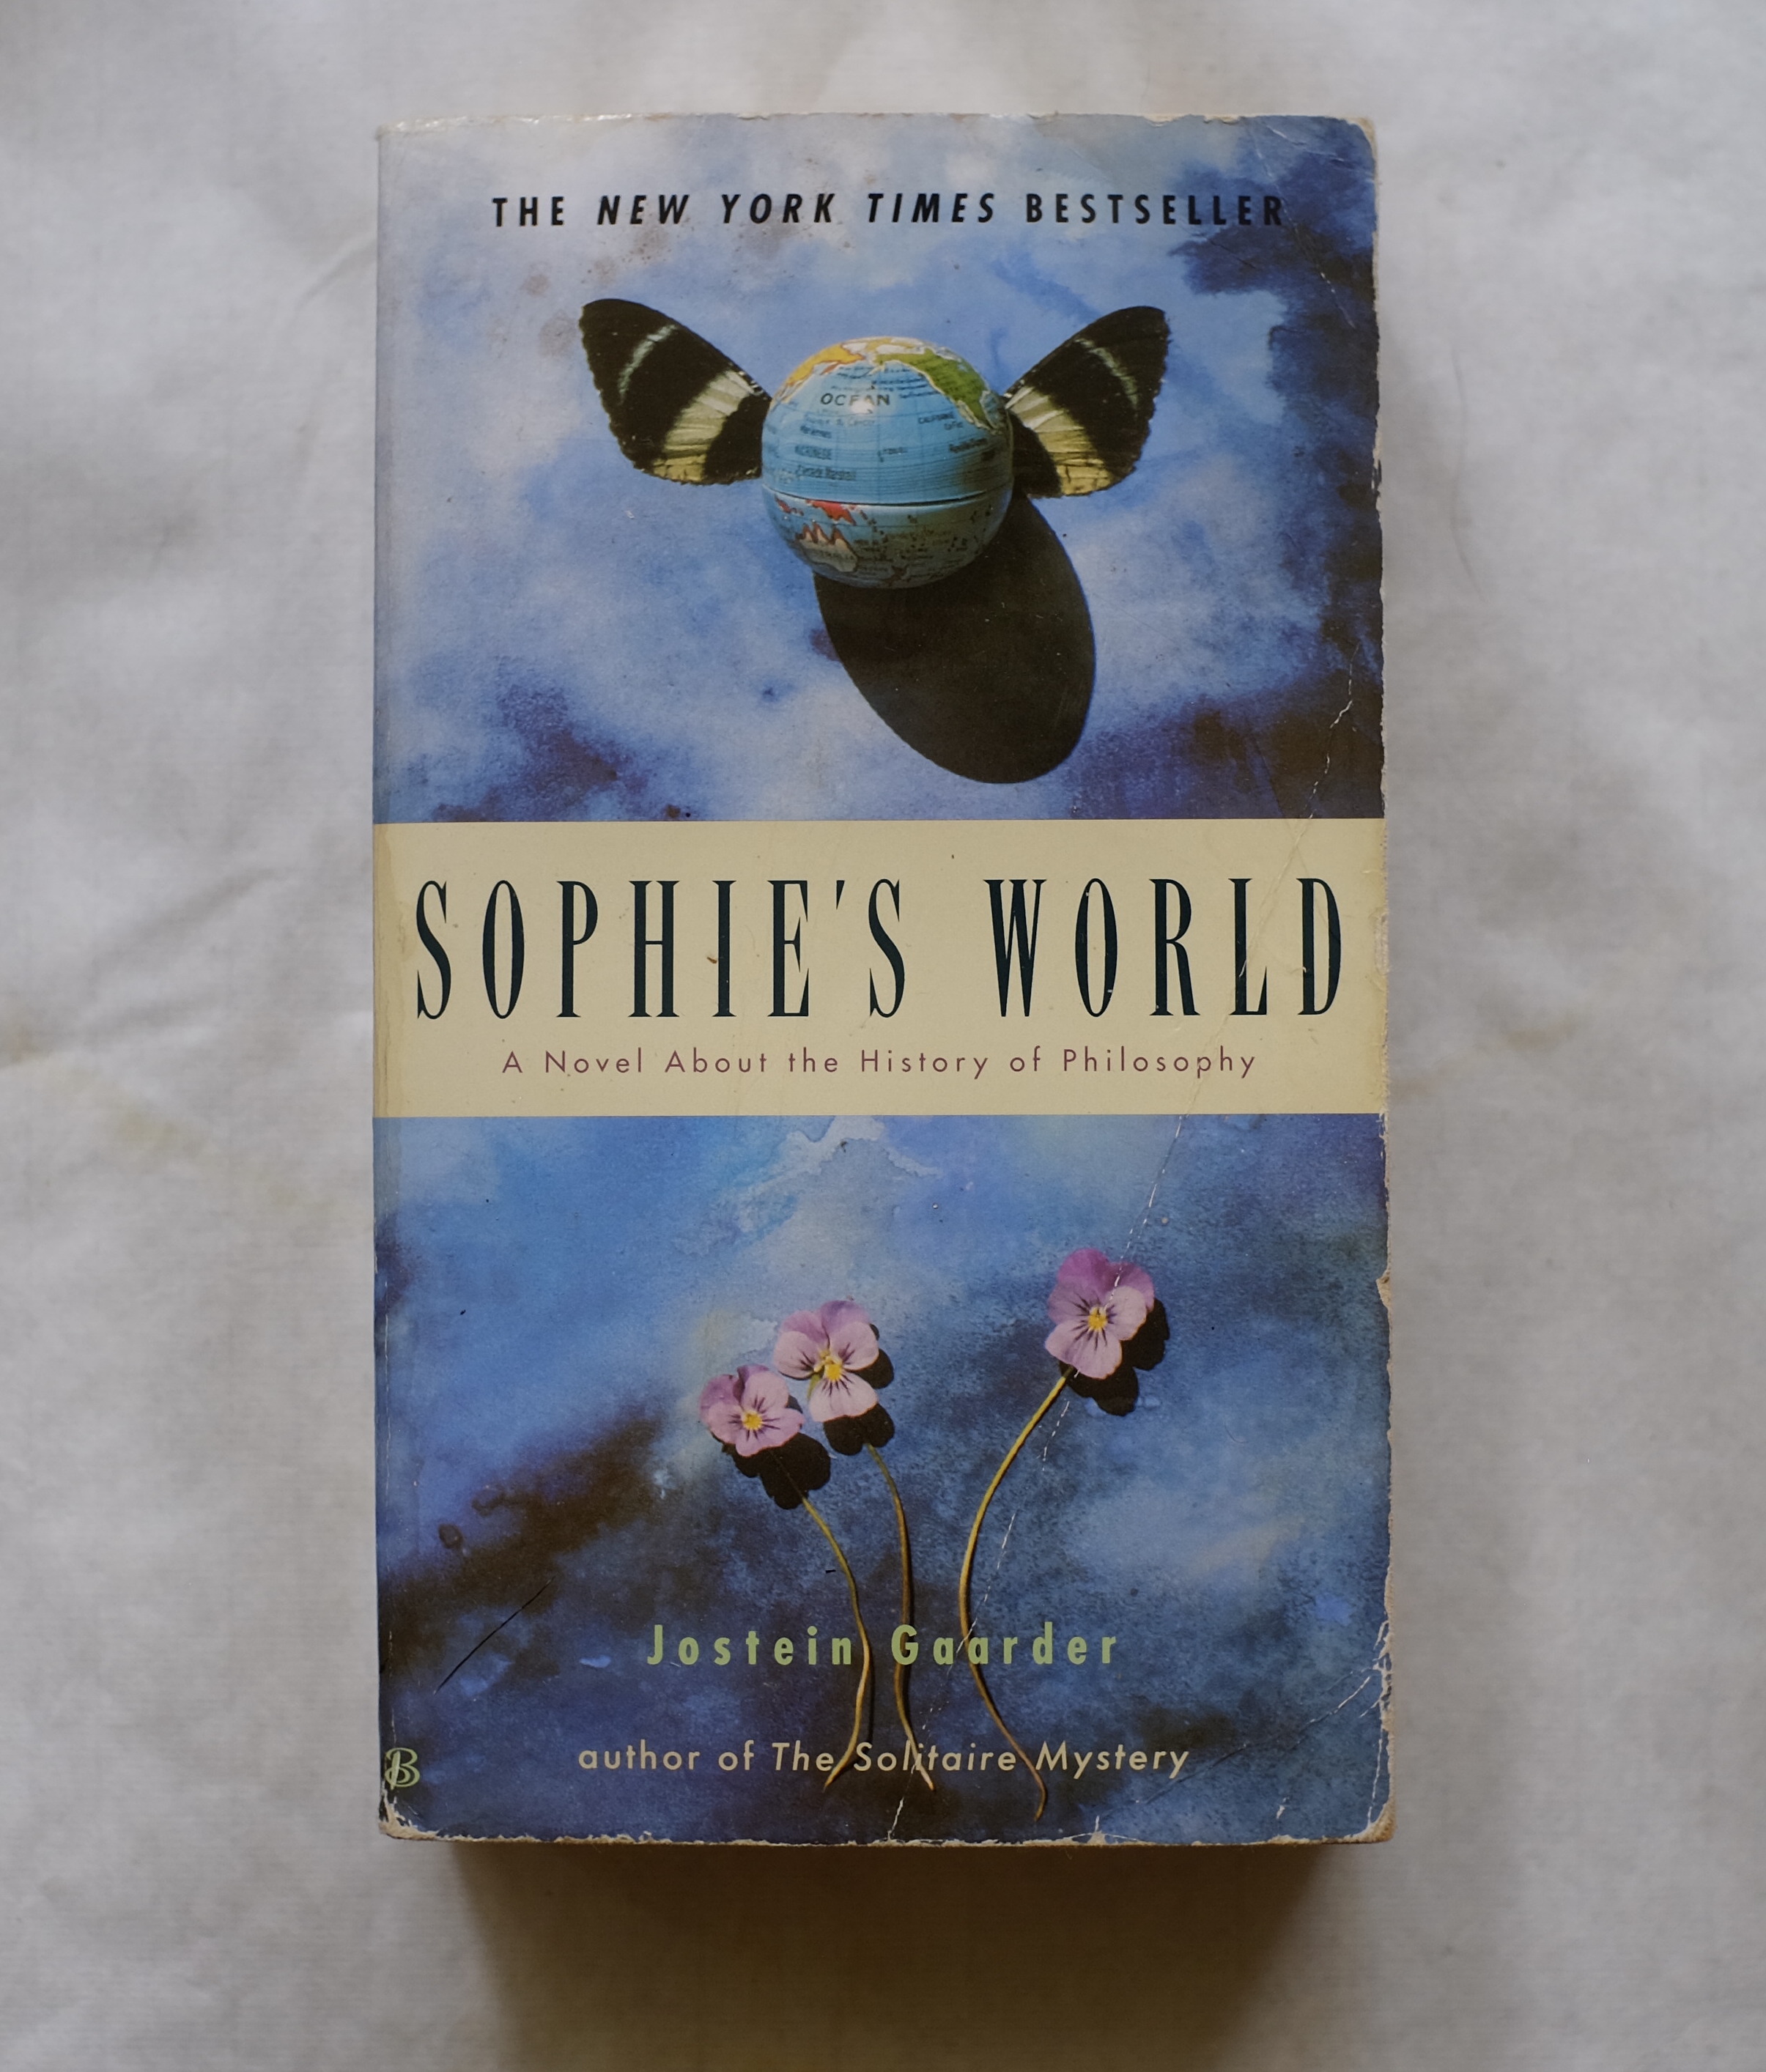 THE NEW YORK TIMES BESTSELLER
OCEAN
SOPHIE'S WORLD
A Novel About the History of Philosophy
Jostein Gaarder
author of The Solitaire Mystery
B